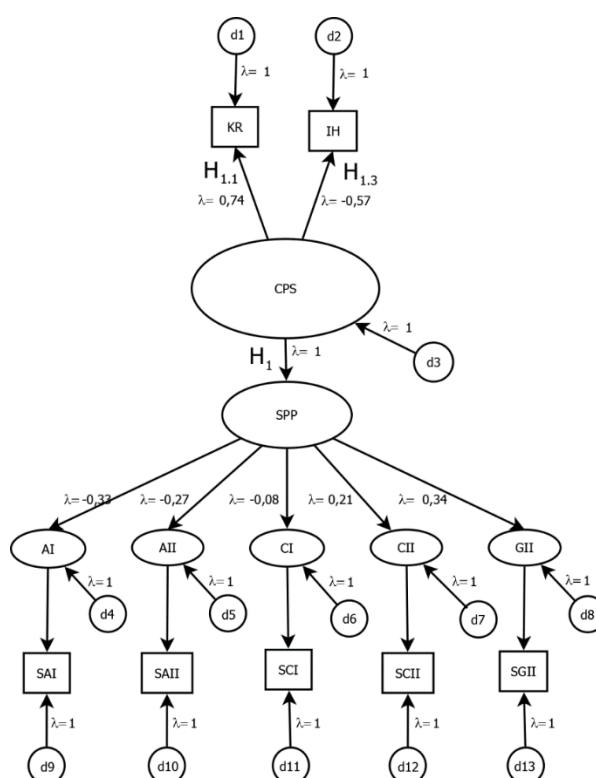 d1 d2
λ= 1 λ= 1
KR IH
H1.1 H1.3
λ= 0,74 λ= -0,57
CPS
λ= 1
H1 λ= 1
d3
SPP
λ= -0,33 λ= -0,27 λ= -0,08 λ= 0,21 λ= 0,34
AI AII CI CII GII
λ=1 λ=1 λ=1 λ=1 λ=1
d4 d5 d6 d7 d8
SAI SAII SCI SCII SGII
λ=1 λ=1 λ=1 λ=1 λ=1
d9 d10 d11 d12 d13